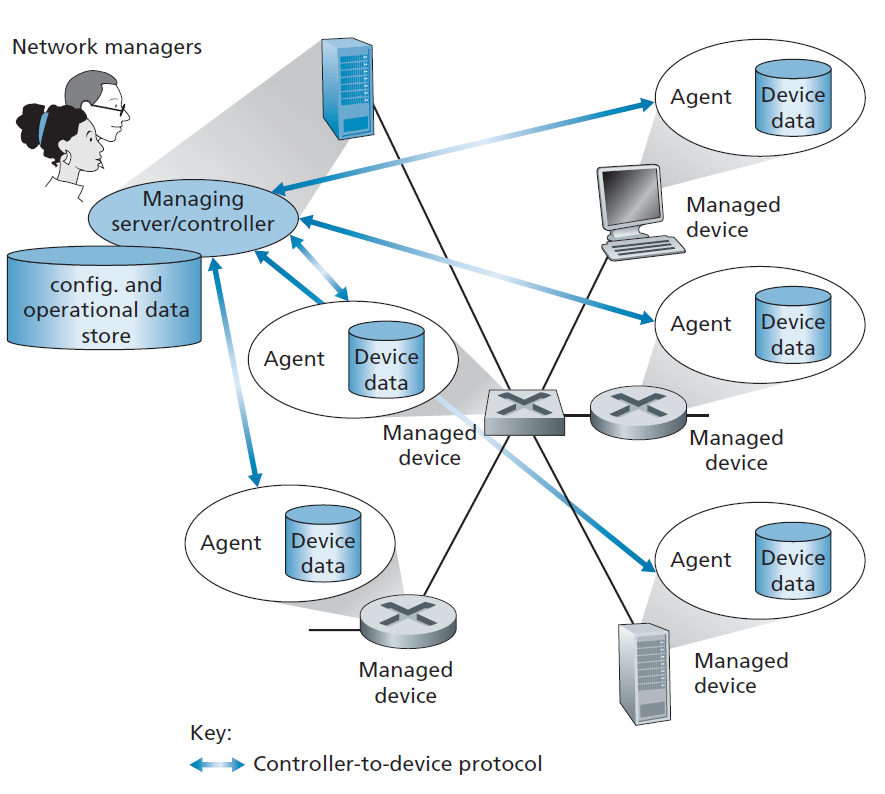 Network managers
Managing
server/controller
config. and
operational data
store
Agent
Device
data
Managed
device
Agent
Device
data
Managed
device
Agent
Device
data
Managed
device
Agent
Device
data
Managed
device
Agent
Device
data
Managed
device
Key:
Controller-to-device protocol